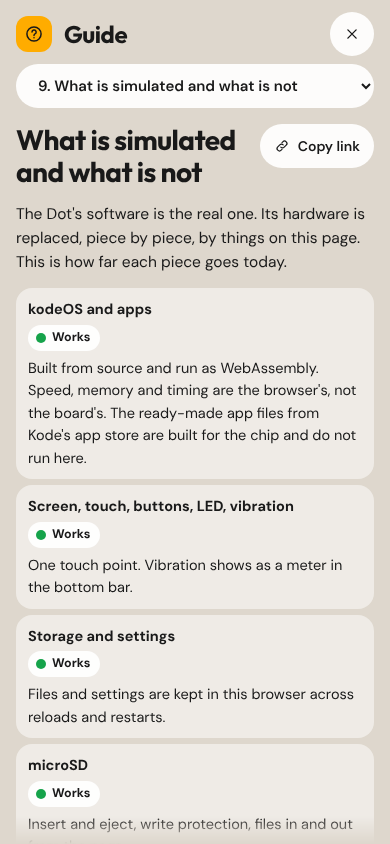 Guide
9. What is simulated and what is not
What is simulated
and what is not
Copy link
The Dot's software is the real one. Its hardware is
replaced, piece by piece, by things on this page.
This is how far each piece goes today.
kodeOS and apps
Works
Built from source and run as WebAssembly.
Speed, memory and timing are the browser's, not
the board's. The ready-made app files from
Kode's app store are built for the chip and do not
run here.
Screen, touch, buttons, LED, vibration
Works
One touch point. Vibration shows as a meter in
the bottom bar.
Storage and settings
Works
Files and settings are kept in this browser across
reloads and restarts.
microSD
Works
Insert and eject, write protection, files in and out